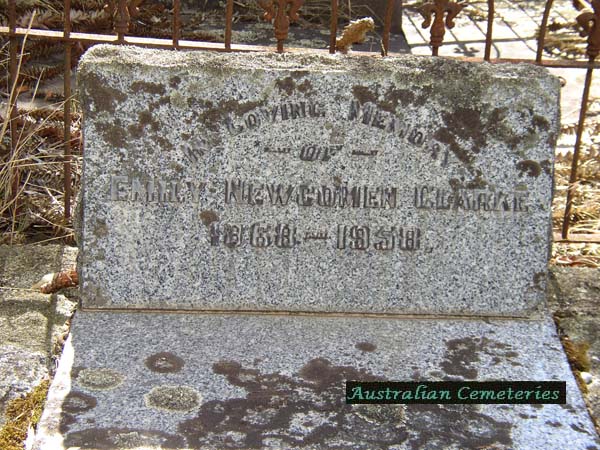 IN LOVING MEMORY
— OF —
EMILY NEWCOMEN CLARKE
Australian Cemeteries